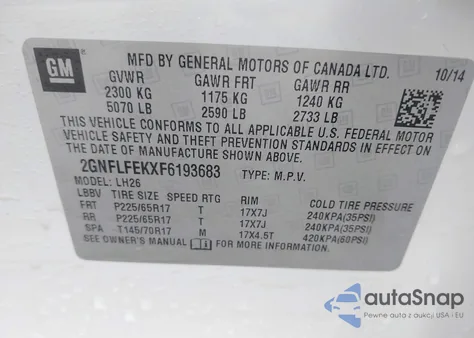 GM
MFD BY GENERAL MOTORS OF CANADA LTD.
10/14
GVWR GAWR FRT GAWR RR
2300 KG 1175 KG 1240 KG
5070 LB 2590 LB 2733 LB
THIS VEHICLE CONFORMS TO ALL APPLICABLE U.S. FEDERAL MOTOR
VEHICLE SAFETY AND THEFT PREVENTION STANDARDS IN EFFECT ON
THE DATE OF MANUFACTURE SHOWN ABOVE.
2GNFLFEKXF6193683 TYPE: M.P.V.
MODEL: LH26
LBBV TIRE SIZE SPEED RTG RIM COLD TIRE PRESSURE
FRT P225/65R17 T 17X7J 240KPA(35PSI)
RR P225/65R17 T 17X7J 240KPA(35PSI)
SPA T145/70R17 M 17X4.5T 420KPA(60PSI)
SEE OWNER'S MANUAL FOR MORE INFORMATION.
autoSnap
Pewne auta z aukcji USA i EU